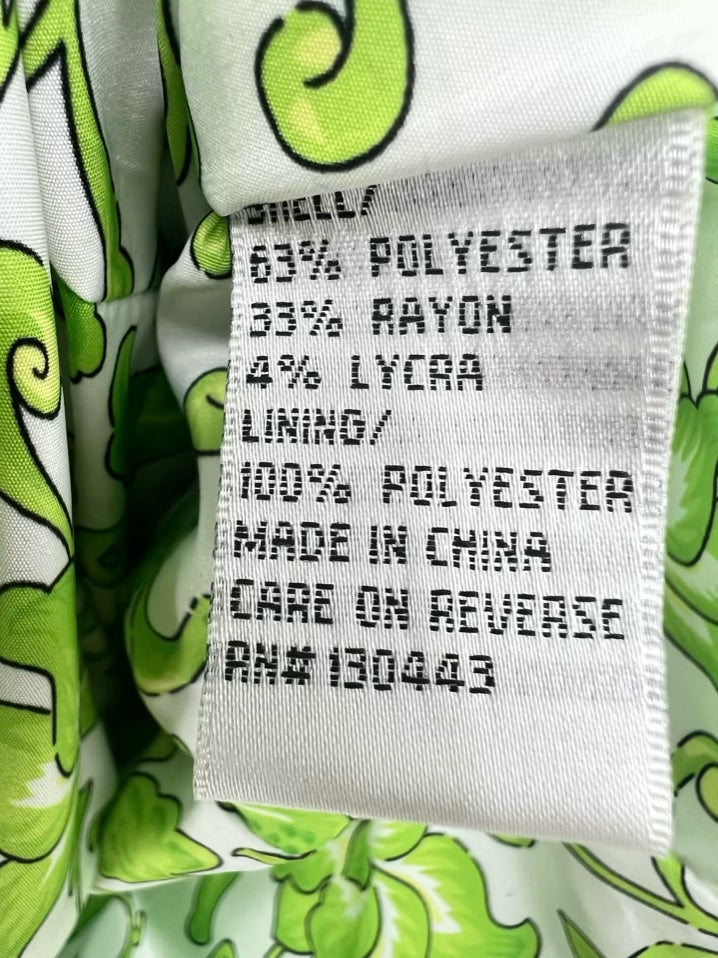 SHELL/
63% POLYESTER
33% RAYON
4% LYCRA
LINING/
100% POLYESTER
MADE IN CHINA
CARE ON REVERSE
RN# 130443